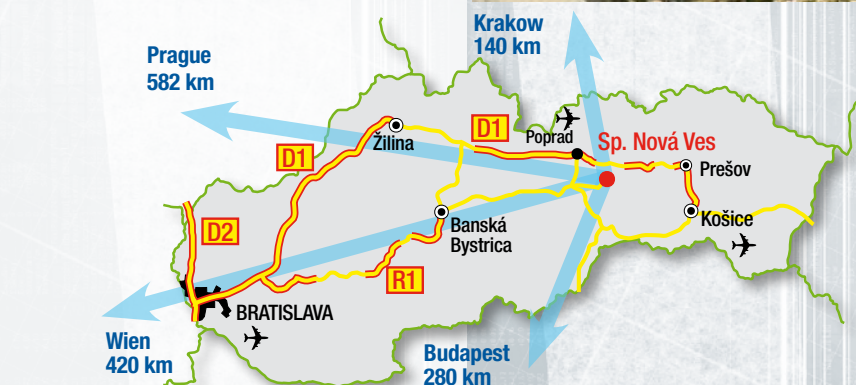 Krakow
140 km
Prague
582 km
D1
Poprad
Sp. Nová Ves
Žilina
D1
Prešov
D2
Banská
Bystrica
Košice
R1
BRATISLAVA
Wien
420 km
Budapest
280 km